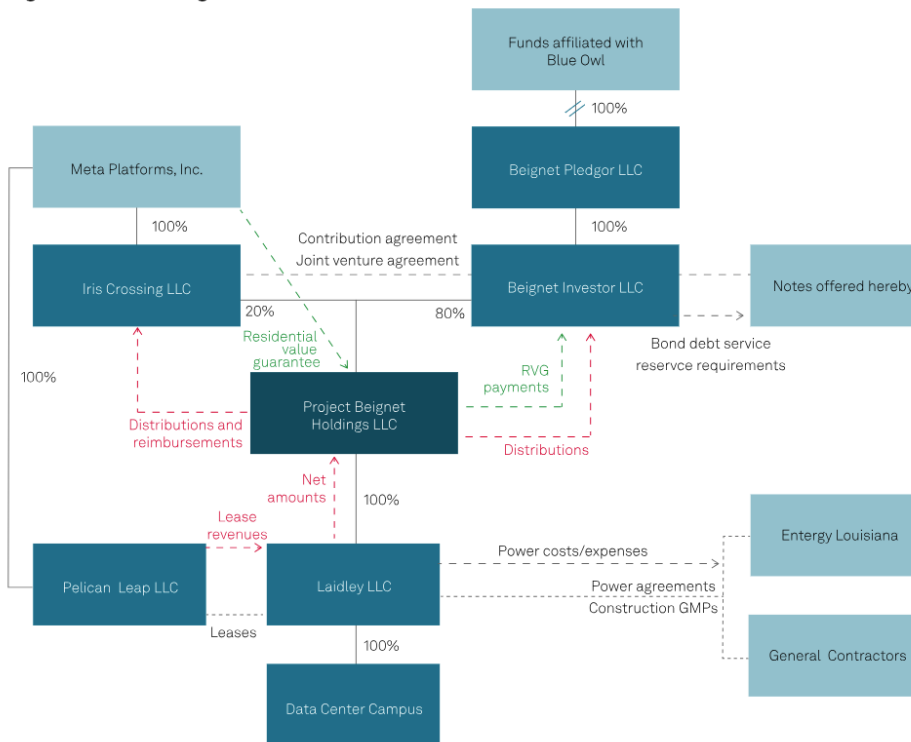 Funds affiliated with
Blue Owl
100%
Meta Platforms, Inc.
Beignet Pledgor LLC
100%
100%
Contribution agreement
Joint venture agreement
Iris Crossing LLC
Beignet Investor LLC
Notes offered hereby
20%
80%
Residential
value
guarantee
Bond debt service
reservce requirements
100%
RVG
payments
Project Beignet
Holdings LLC
Distributions and
reimbursements
Distributions
Net
amounts
100%
Lease
revenues
Entergy Louisiana
Power costs/expenses
Pelican Leap LLC
Laidley LLC
Power agreements
Construction GMPs
Leases
100%
General Contractors
Data Center Campus